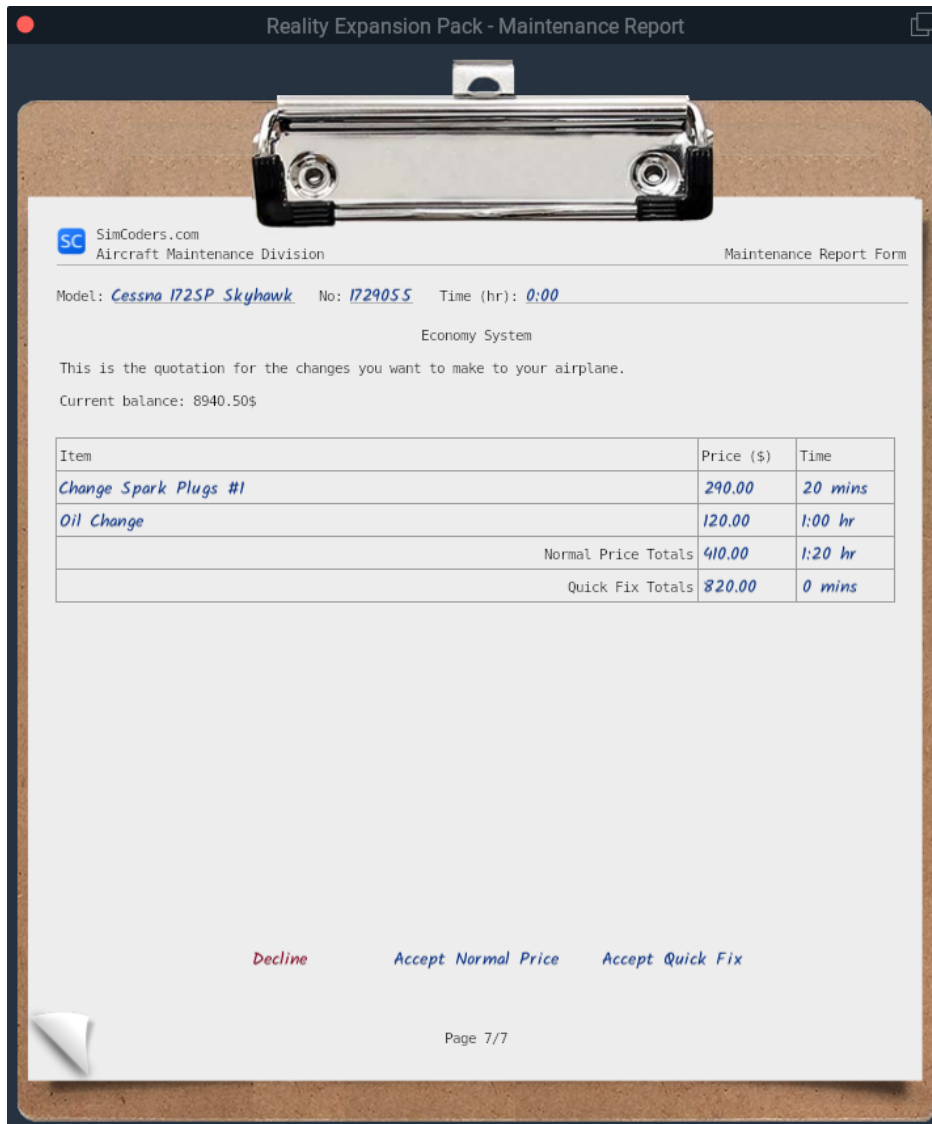 Reality Expansion Pack - Maintenance Report
SC
SimCoders.com
Aircraft Maintenance Division
Maintenance Report Form
Model: Cessna 172SP Skyhawk No: 1729055 Time (hr): 0:00
Economy System
This is the quotation for the changes you want to make to your airplane.
Current balance: 8940.50$
Item Price ($) Time
Change Spark Plugs #1 290.00 20 mins
Oil Change 120.00 1:00 hr
Normal Price Totals 410.00 1:20 hr
Quick Fix Totals 820.00 0 mins
Decline Accept Normal Price Accept Quick Fix
Page 7/7